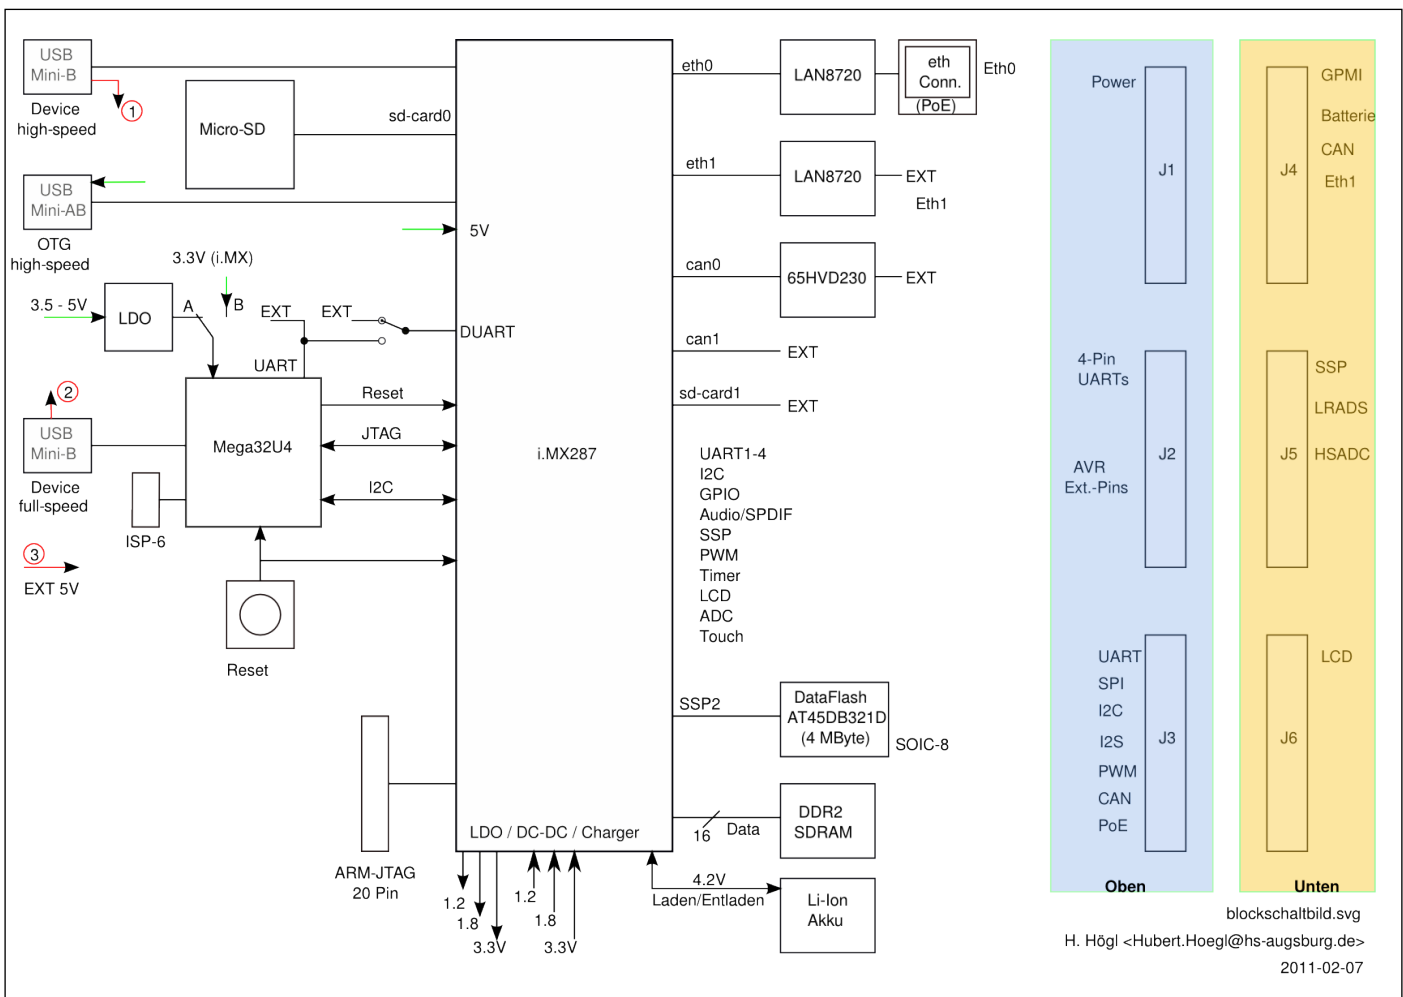 USB
Mini-B
Device
high-speed
1
Micro-SD
sd-card0
USB
Mini-AB
OTG
high-speed
5V
3.3V (i.MX)
3.5 - 5V
LDO
A
B
EXT
EXT
DUART
UART
2
USB
Mini-B
Device
full-speed
Mega32U4
Reset
JTAG
I2C
ISP-6
3
EXT 5V
Reset
ARM-JTAG
20 Pin
i.MX287
LDO / DC-DC / Charger
1.2
1.8
3.3V
1.2
1.8
3.3V
eth0
LAN8720
eth
Conn.
(PoE)
Eth0
eth1
LAN8720
EXT
Eth1
can0
65HVD230
EXT
can1
EXT
sd-card1
EXT
UART1-4
I2C
GPIO
Audio/SPDIF
SSP
PWM
Timer
LCD
ADC
Touch
SSP2
DataFlash
AT45DB321D
(4 MByte)
SOIC-8
16
Data
DDR2
SDRAM
4.2V
Laden/Entladen
Li-Ion
Akku
Power
J1
4-Pin
UARTs
AVR
Ext.-Pins
J2
UART
SPI
I2C
I2S
PWM
CAN
PoE
J3
Oben
GPMI
Batterie
CAN
Eth1
J4
SSP
LRADS
HSADC
J5
LCD
J6
Unten
blockschaltbild.svg
H. Högl <Hubert.Hoegl@hs-augsburg.de>
2011-02-07